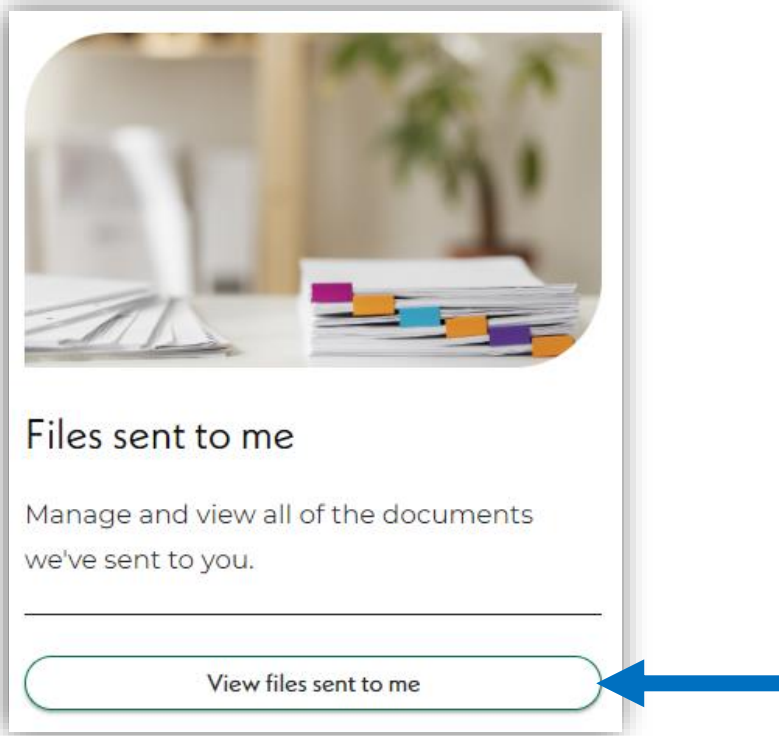 Files sent to me
Manage and view all of the documents
we've sent to you.
View files sent to me